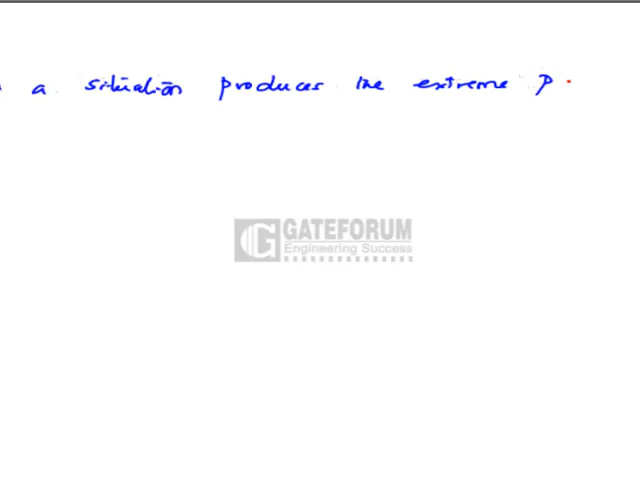 a situation produces the extreme p
GATEFORUM
Engineering Success